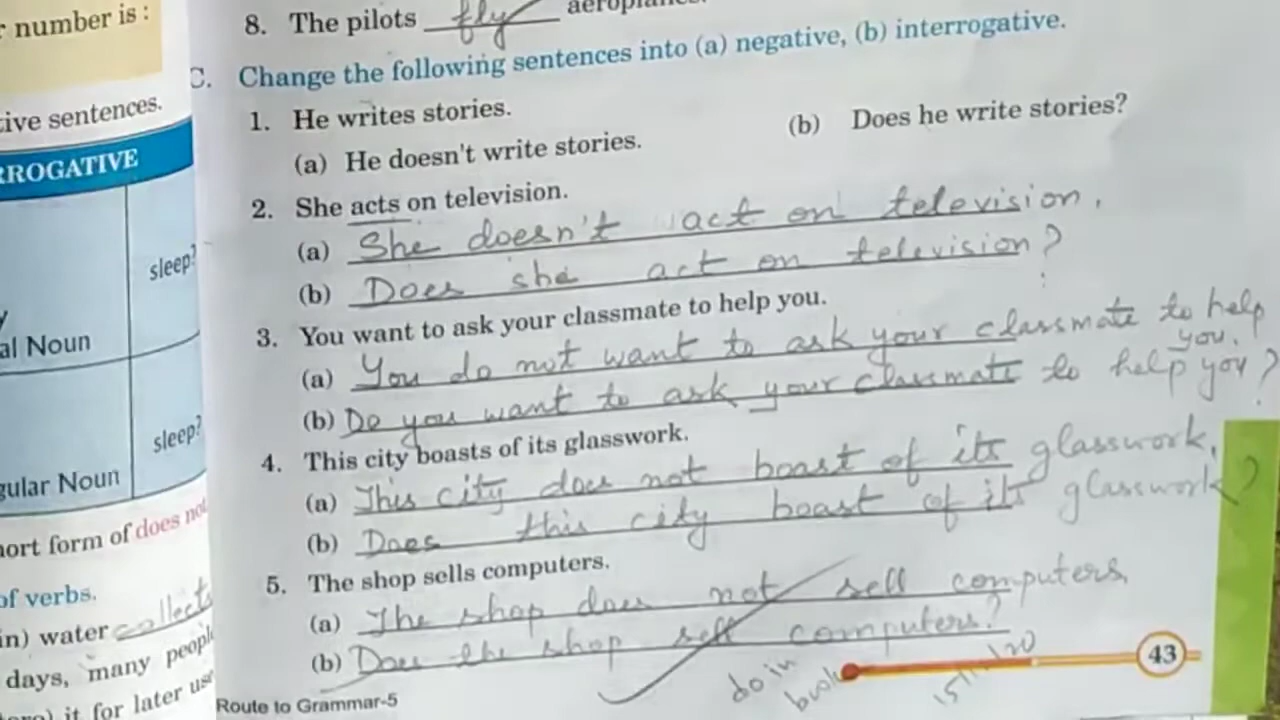 r number is :
ive sentences.
RROGATIVE
sleep?
al Noun
sleep?
gular Noun
ort form of does not
of verbs.
in) water collects
days, many people
it for later use
8. The pilots fly aeroplanes.
C. Change the following sentences into (a) negative, (b) interrogative.
1. He writes stories.
(a) He doesn't write stories. (b) Does he write stories?
2. She acts on television.
(a) She doesn't act on television.
(b) Does she act on television?
3. You want to ask your classmate to help you.
(a) You do not want to ask your classmate to help you.
(b) Do you want to ask your classmate to help you?
4. This city boasts of its glasswork.
(a) This city does not boast of its glasswork.
(b) Does this city boast of its glasswork?
5. The shop sells computers.
(a) The shop does not sell computers
(b) Does the shop sell computers?
do in
book
43
Route to Grammar-5